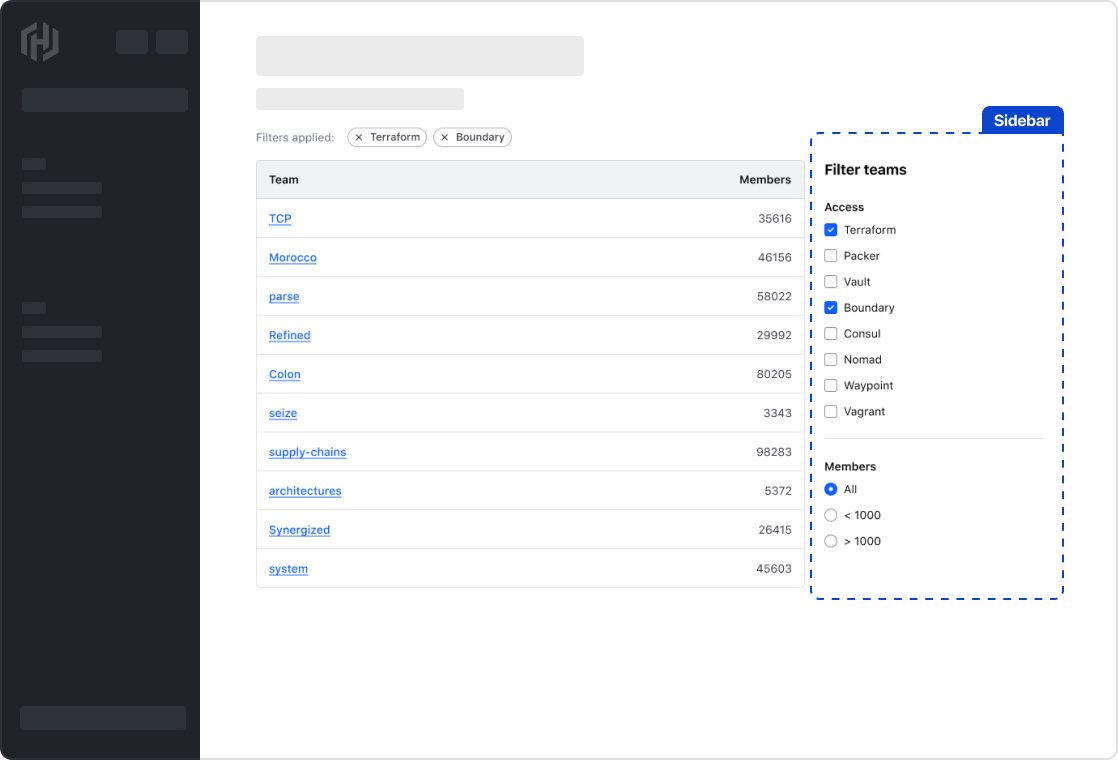 Filters applied:
Terraform
Boundary
Team Members
TCP 35616
Morocco 46156
parse 58022
Refined 29992
Colon 80205
seize 3343
supply-chains 98283
architectures 5372
Synergized 26415
system 45603
Sidebar
Filter teams
Access
Terraform
Packer
Vault
Boundary
Consul
Nomad
Waypoint
Vagrant
Members
All
< 1000
> 1000